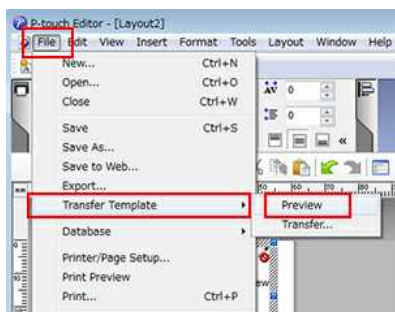 P-touch Editor - [Layout2]
File Edit View Insert Format Tools Layout Window Help
New... Ctrl+N
Open... Ctrl+O
Close Ctrl+W
Save Ctrl+S
Save As...
Save to Web...
Export...
Transfer Template
Preview
Transfer...
Database
Printer/Page Setup...
Print Preview
Print... Ctrl+P
AV 0
0